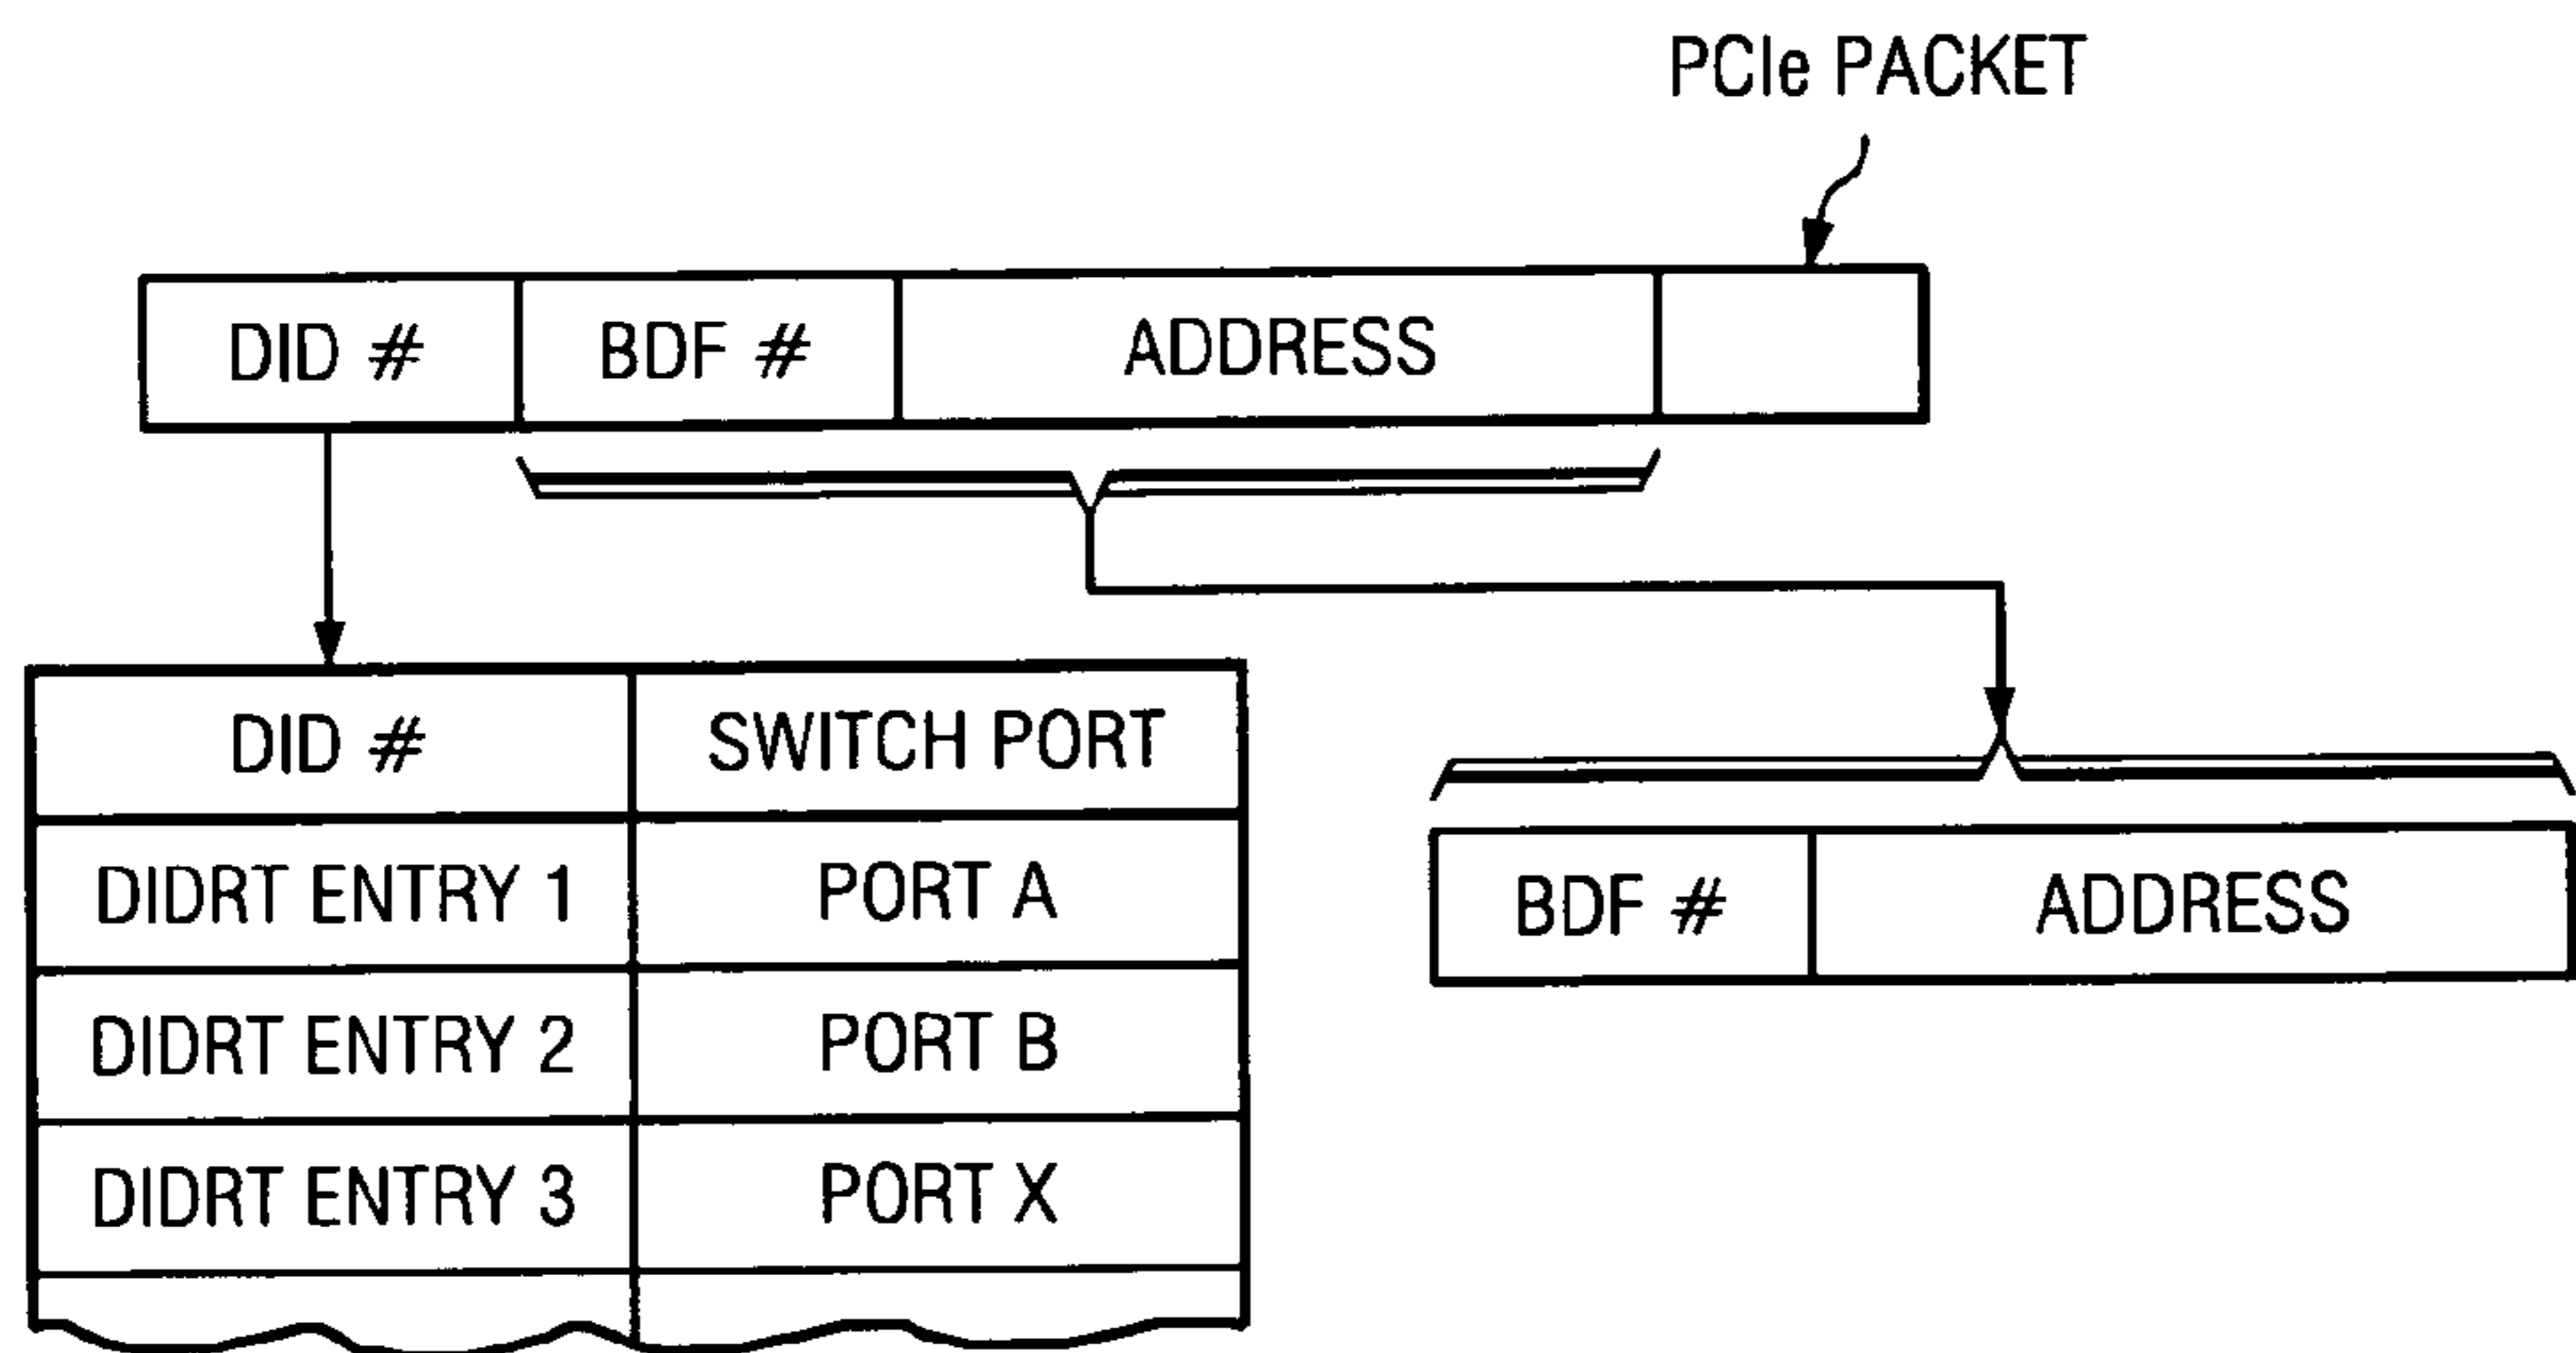 PCIe PACKET
DID # BDF # ADDRESS
DID # SWITCH PORT
DIDRT ENTRY 1 PORT A
DIDRT ENTRY 2 PORT B
DIDRT ENTRY 3 PORT X
BDF # ADDRESS